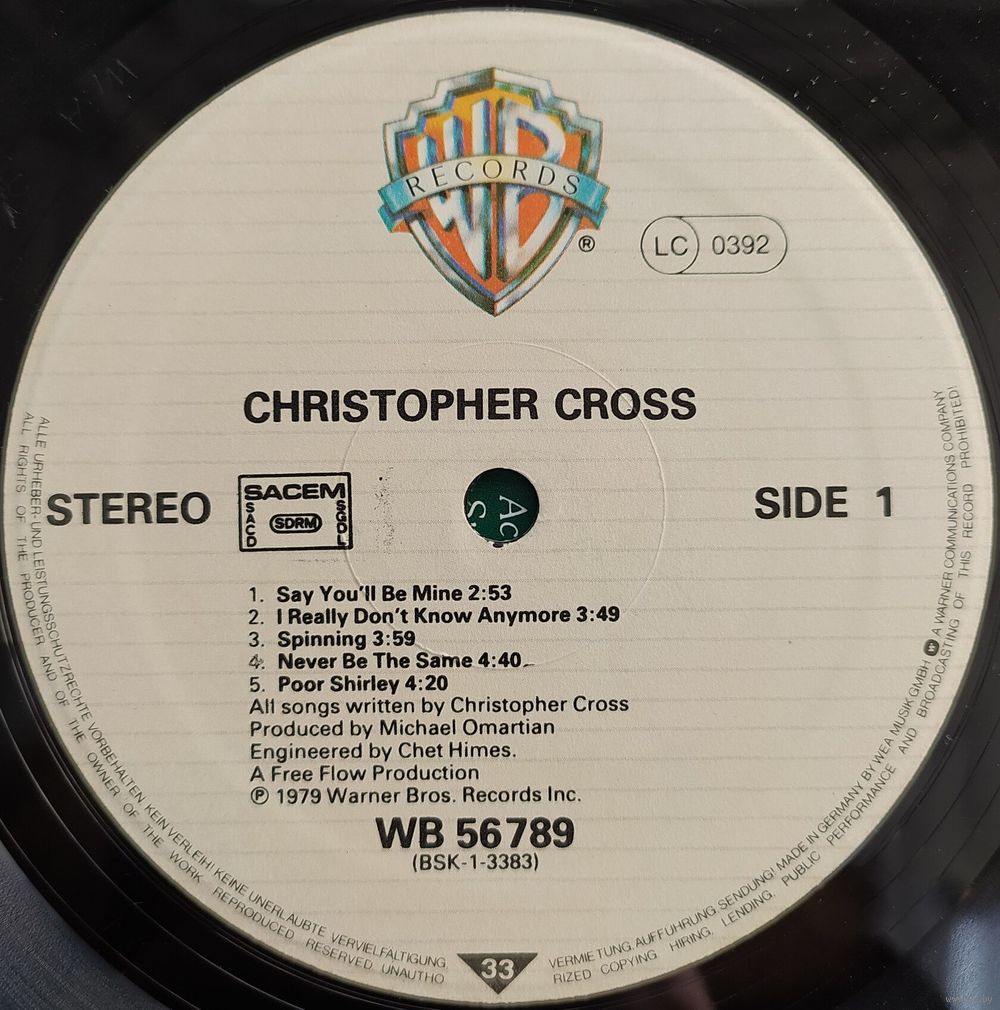 WB
RECORDS
®
LC 0392
CHRISTOPHER CROSS
STEREO
SACEM
SACD
SDRM
SGDL
Ac
S.
SIDE 1
1. Say You'll Be Mine 2:53
2. I Really Don't Know Anymore 3:49
3. Spinning 3:59
4. Never Be The Same 4:40
5. Poor Shirley 4:20
All songs written by Christopher Cross
Produced by Michael Omartian
Engineered by Chet Himes.
A Free Flow Production
℗ 1979 Warner Bros. Records Inc.
WB 56 789
(BSK-1-3383)
33
ALLE URHEBER- UND LEISTUNGSSCHUTZRECHTE VORBEHALTEN KEIN VERLEIH! KEINE UNERLAUBTE VERVIELFÄLTIGUNG, VERMIETUNG, AUFFÜHRUNG, SENDUNG! MADE IN GERMANY BY WEA MUSIK GMBH A WARNER COMMUNICATIONS COMPANY
ALL RIGHTS OF THE PRODUCER AND OF THE OWNER OF THE WORK REPRODUCED RESERVED UNAUTHORIZED COPYING HIRING, LENDING, PUBLIC PERFORMANCE AND BROADCASTING OF THIS RECORD PROHIBITED!